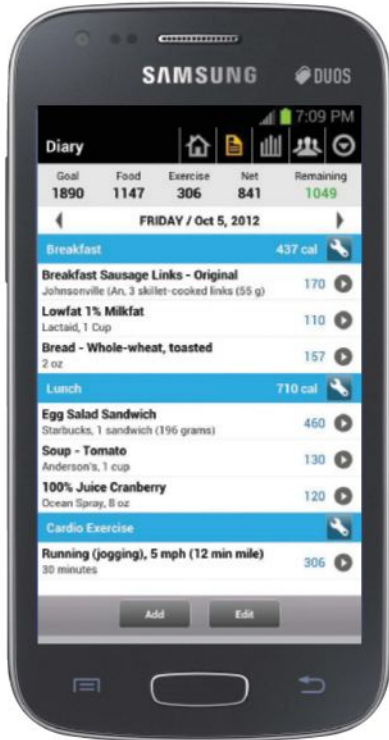 SAMSUNG DUOS
7:09 PM
Diary
Goal Food Exercise Net Remaining
1890 1147 306 841 1049
FRIDAY / Oct 5, 2012
Breakfast 437 cal
Breakfast Sausage Links - Original
Johnsonville (An, 3 skillet-cooked links (55 g) 170
Lowfat 1% Milkfat
Lactaid, 1 Cup 110
Bread - Whole-wheat, toasted
2 oz 157
Lunch 710 cal
Egg Salad Sandwich
Starbucks, 1 sandwich (196 grams) 460
Soup - Tomato
Anderson's, 1 cup 130
100% Juice Cranberry
Ocean Spray, 8 oz 120
Cardio Exercise
Running (jogging), 5 mph (12 min mile)
30 minutes 306
Add Edit